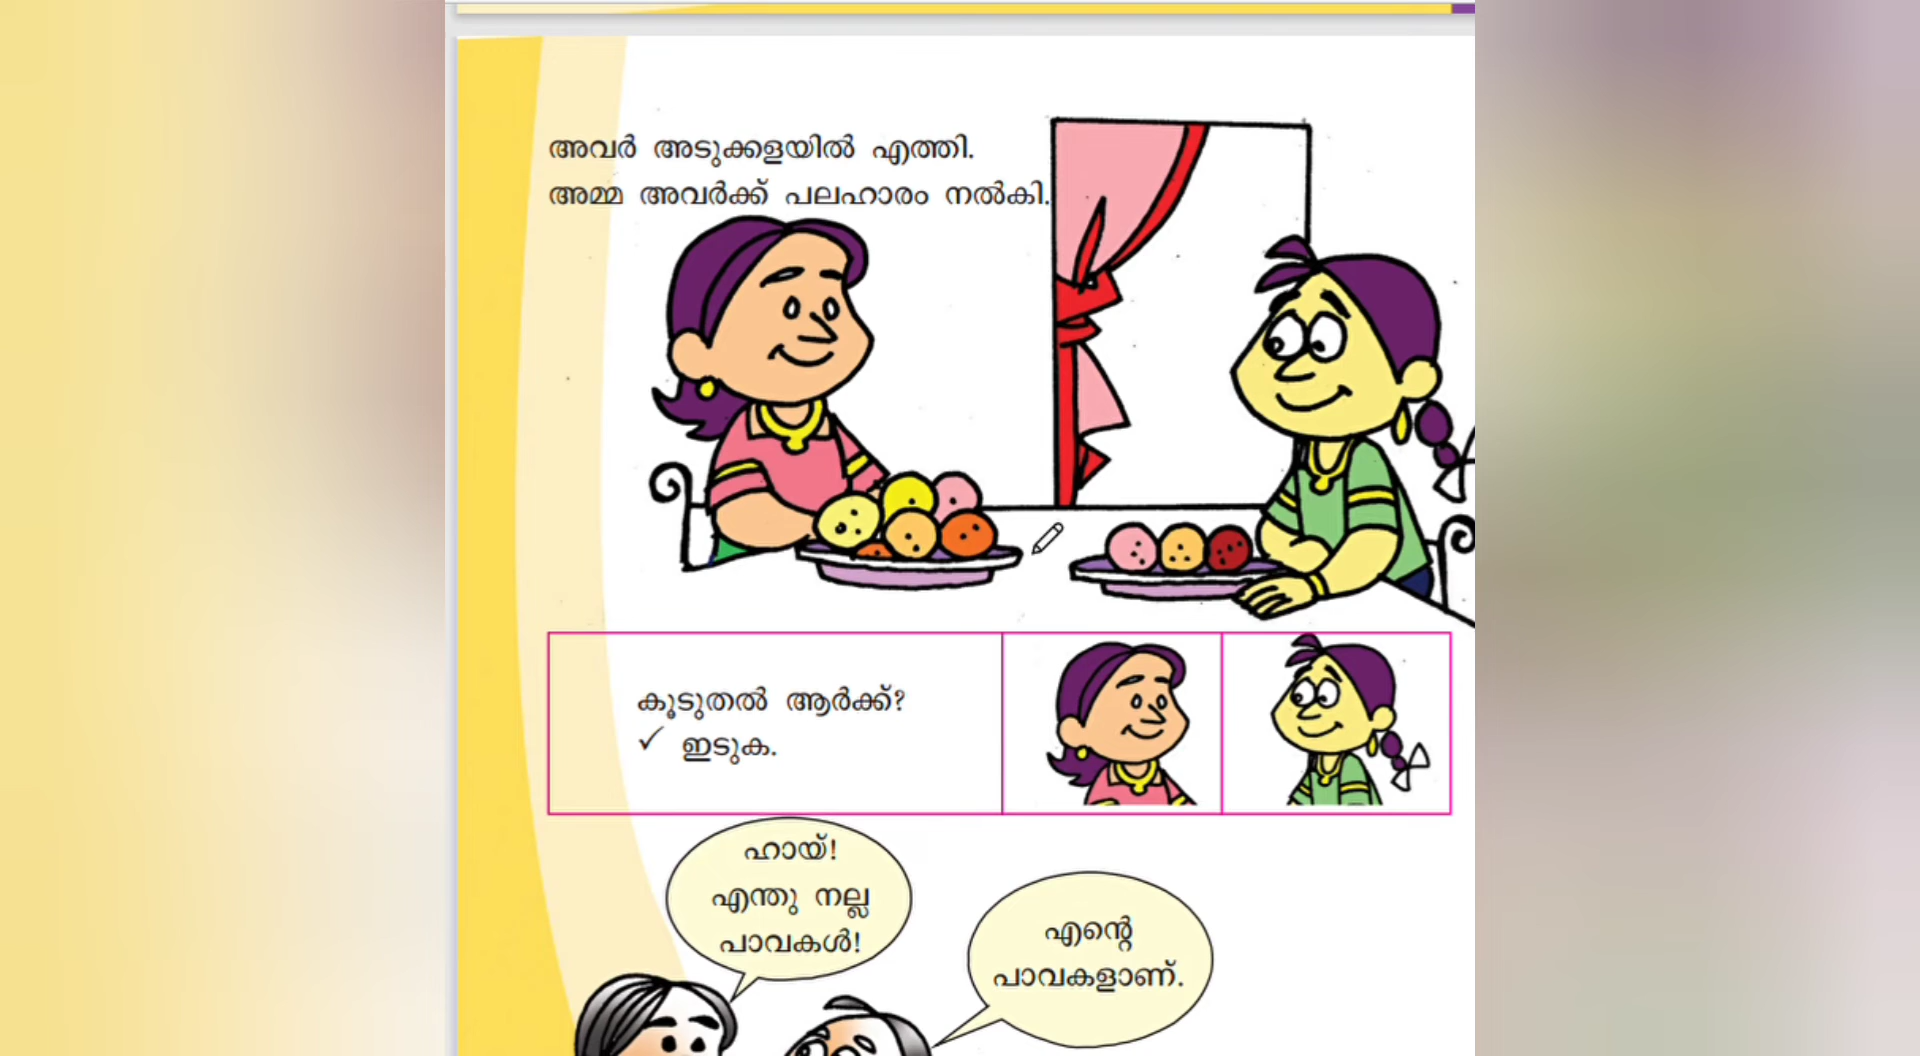 അവർ അടുക്കളയിൽ എത്തി.
അമ്മ അവർക്ക് പലഹാരം നൽകി.
കൂടുതൽ ആർക്ക്?
✓ ഇടുക.
ഹായ്!
എന്തു നല്ല
പാവകൾ!
എന്റെ
പാവകളാണ്.